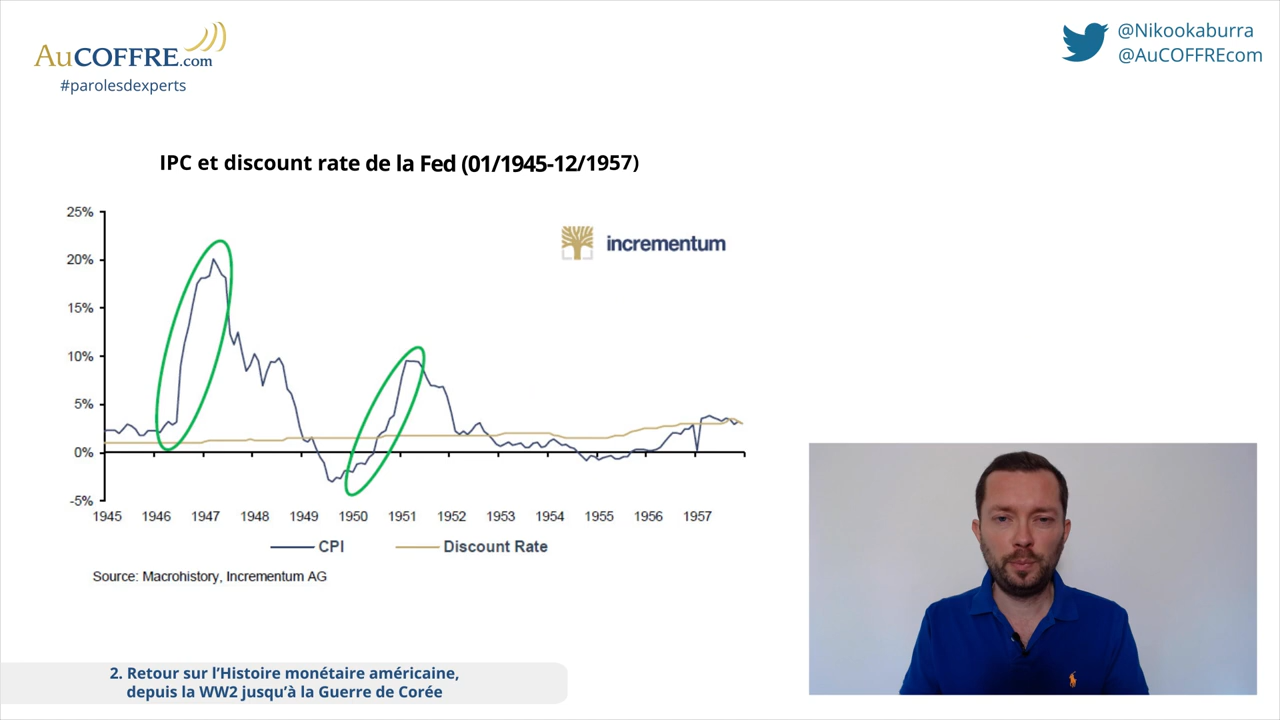 AuCOFFRE.com
#parolesdexperts
@Nikookaburra
@AuCOFFREcom
IPC et discount rate de la Fed (01/1945-12/1957)
incrementum
25%
20%
15%
10%
5%
0%
-5%
1945 1946 1947 1948 1949 1950 1951 1952 1953 1954 1955 1956 1957
CPI Discount Rate
Source: Macrohistory, Incrementum AG
2. Retour sur l'Histoire monétaire américaine,
depuis la WW2 jusqu'à la Guerre de Corée